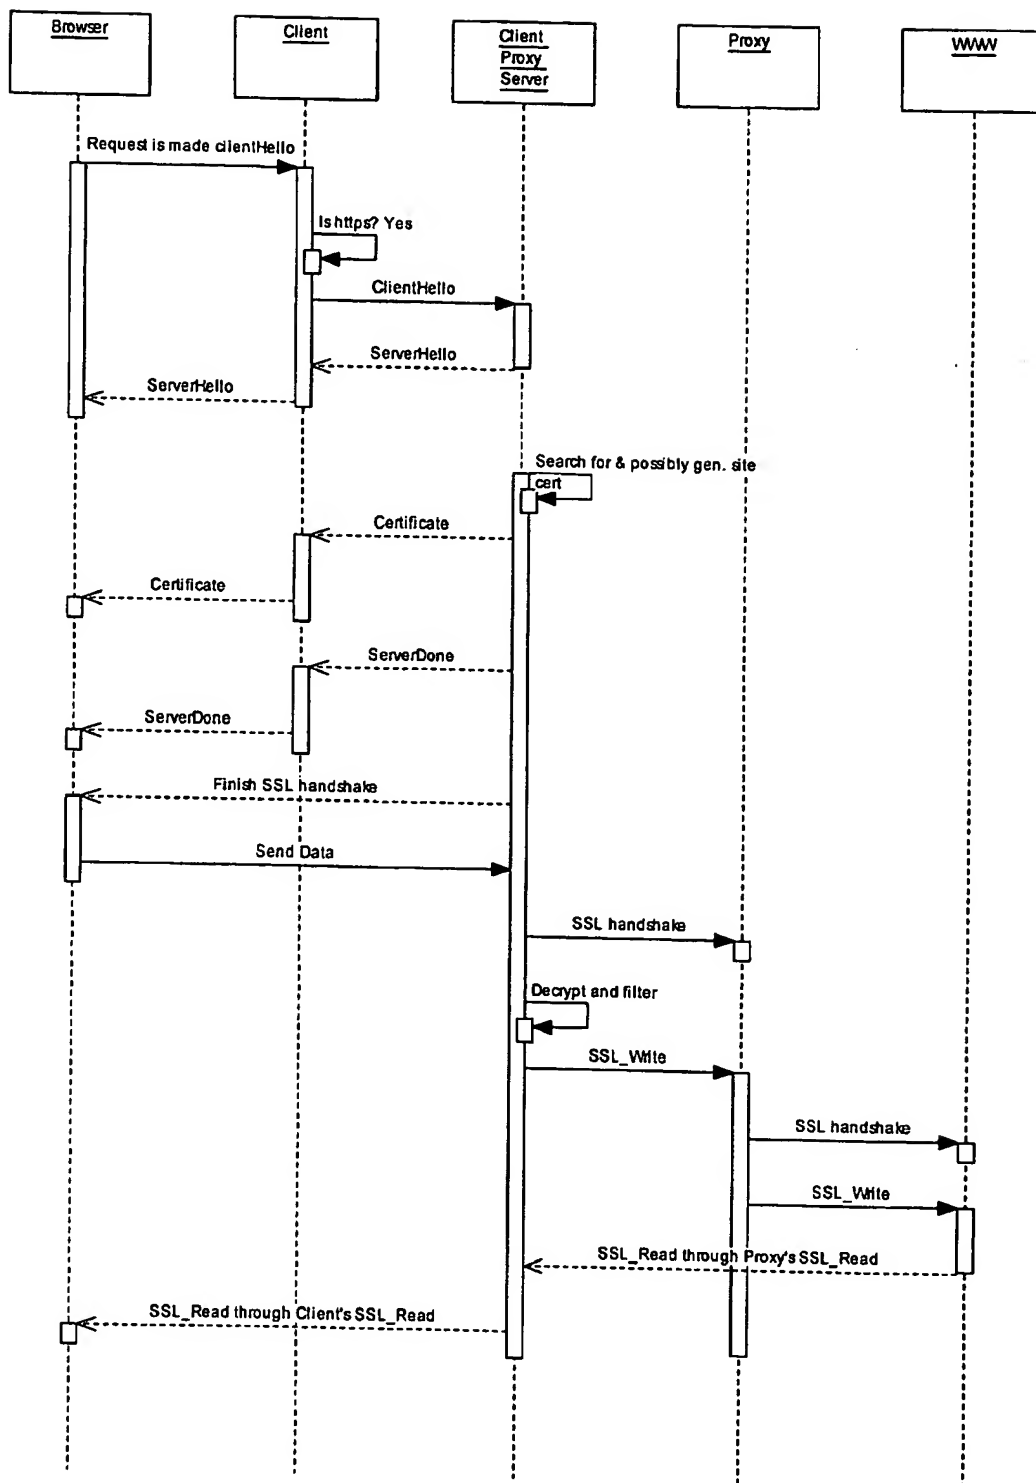 Browser
Client
Client
Proxy
Server
Proxy
WWW
Request is made clientHello
Is https? Yes
ClientHello
ServerHello
ServerHello
Search for & possibly gen. site
cert
Certificate
Certificate
ServerDone
ServerDone
Finish SSL handshake
Send Data
SSL handshake
Decrypt and filter
SSL_Write
SSL handshake
SSL_Write
SSL_Read through Proxy's SSL_Read
SSL_Read through Client's SSL_Read